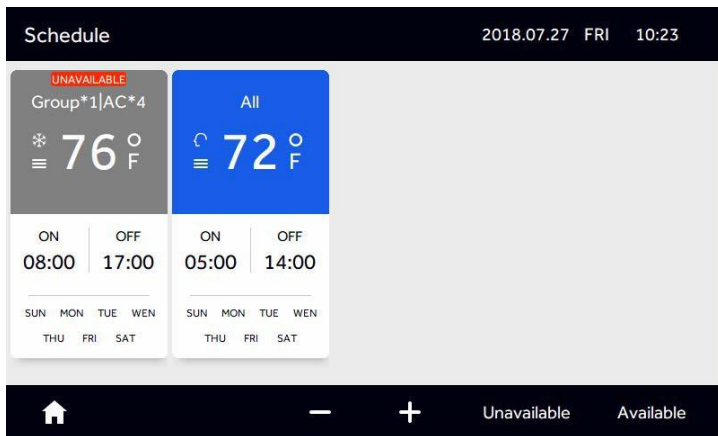 Schedule 2018.07.27 FRI 10:23
UNAVAILABLE
Group*1|AC*4
76 °F
ON OFF
08:00 17:00
SUN MON TUE WEN
THU FRI SAT
All
72 °F
ON OFF
05:00 14:00
SUN MON TUE WEN
THU FRI SAT
Unavailable Available